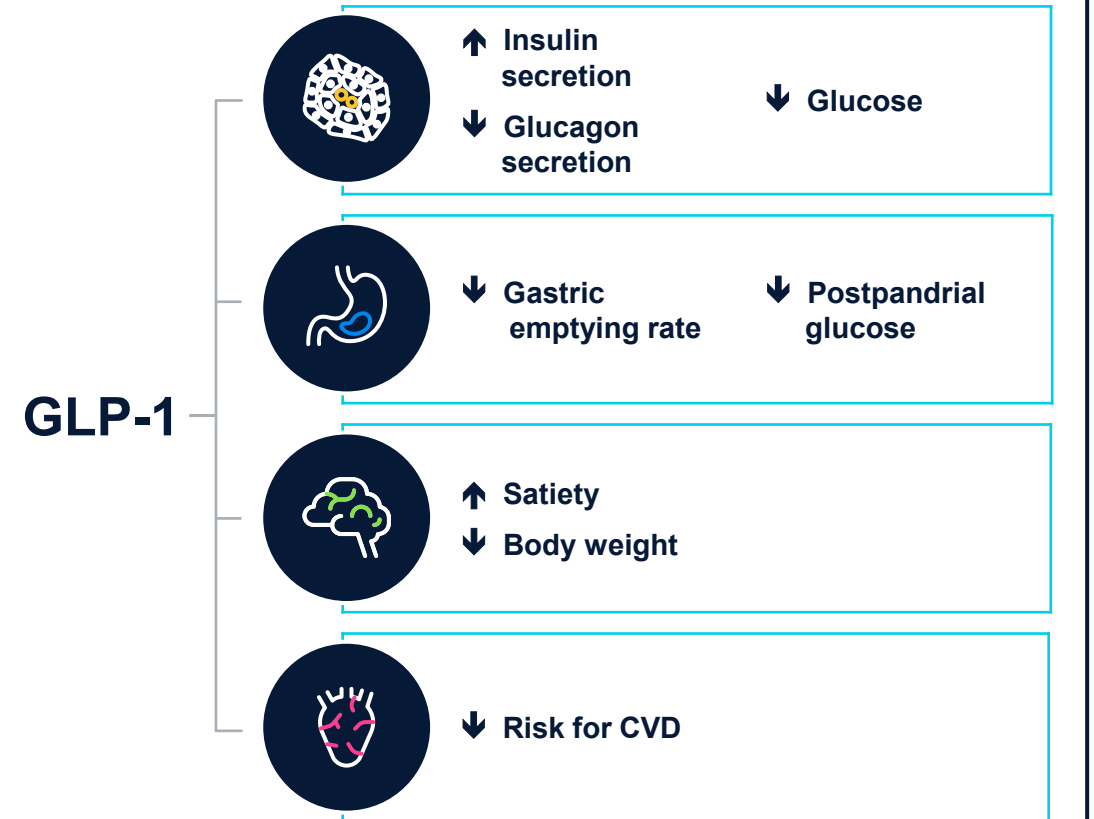 GLP-1
↑ Insulin
secretion
↓ Glucagon
secretion
↓ Glucose
↓ Gastric
emptying rate
↓ Postpandrial
glucose
↑ Satiety
↓ Body weight
↓ Risk for CVD